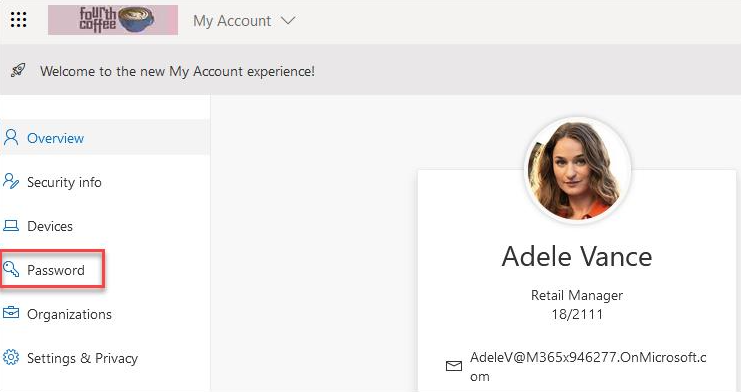 fourth
coffee
My Account
Welcome to the new My Account experience!
Overview
Security info
Devices
Password
Organizations
Settings & Privacy
Adele Vance
Retail Manager
18/2111
AdeleV@M365x946277.OnMicrosoft.c
om